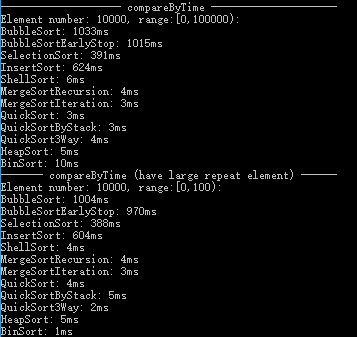 compareByTime
Element number: 10000, range:[0,100000):
BubbleSort: 1033ms
BubbleSortEarlyStop: 1015ms
SelectionSort: 391ms
InsertSort: 624ms
ShellSort: 6ms
MergeSortRecursion: 4ms
MergeSortIteration: 3ms
QuickSort: 3ms
QuickSortByStack: 3ms
QuickSort3Way: 4ms
HeapSort: 5ms
BinSort: 10ms
compareByTime (have large repeat element)
Element number: 10000, range:[0,100):
BubbleSort: 1004ms
BubbleSortEarlyStop: 970ms
SelectionSort: 388ms
InsertSort: 604ms
ShellSort: 4ms
MergeSortRecursion: 4ms
MergeSortIteration: 3ms
QuickSort: 4ms
QuickSortByStack: 5ms
QuickSort3Way: 2ms
HeapSort: 5ms
BinSort: 1ms